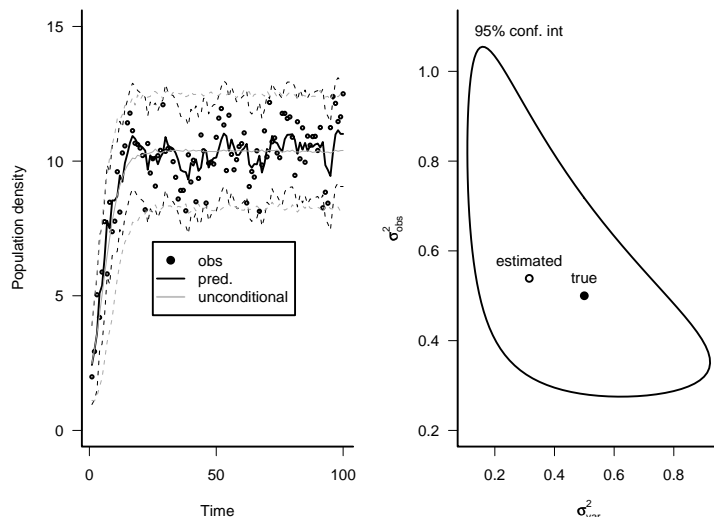 15
10
5
0
Population density
obs
pred.
unconditional
0
50
100
Time
95% conf. int
1.0
0.8
0.6
0.4
0.2
σ²obs
estimated
true
0.2
0.4
0.6
0.8
σ²var